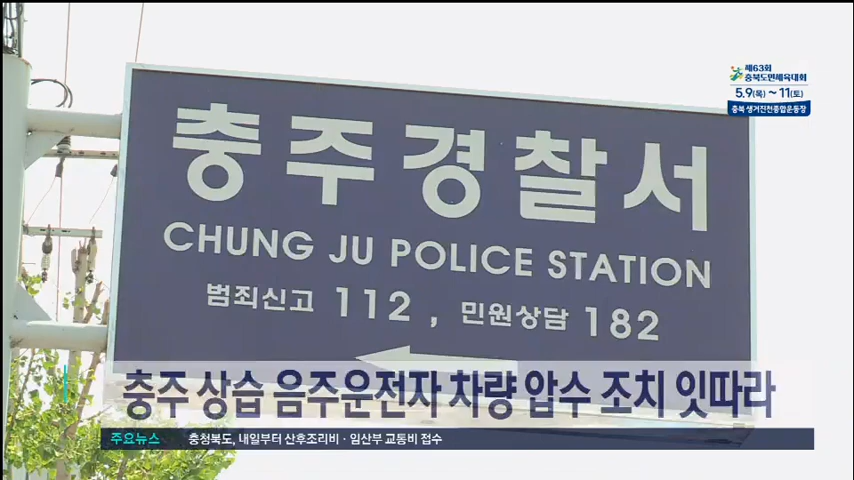 제63회
충북도민체육대회
5.9(목) ~ 11(토)
충북 생거진천종합운동장
충주경찰서
CHUNG JU POLICE STATION
범죄신고 112 , 민원상담 182
충주 상습 음주운전자 차량 압수 조치 잇따라
주요뉴스 충청북도, 내일부터 산후조리비·임산부 교통비 접수